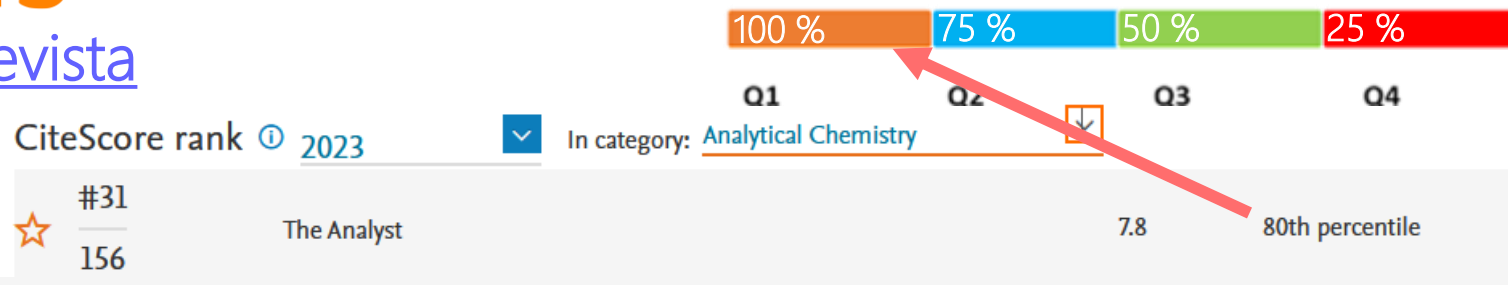 100 % 75 % 50 % 25 %
evista
Q1 Q2 Q3 Q4
CiteScore rank 2023 In category: Analytical Chemistry
#31
The Analyst 7.8 80th percentile
156